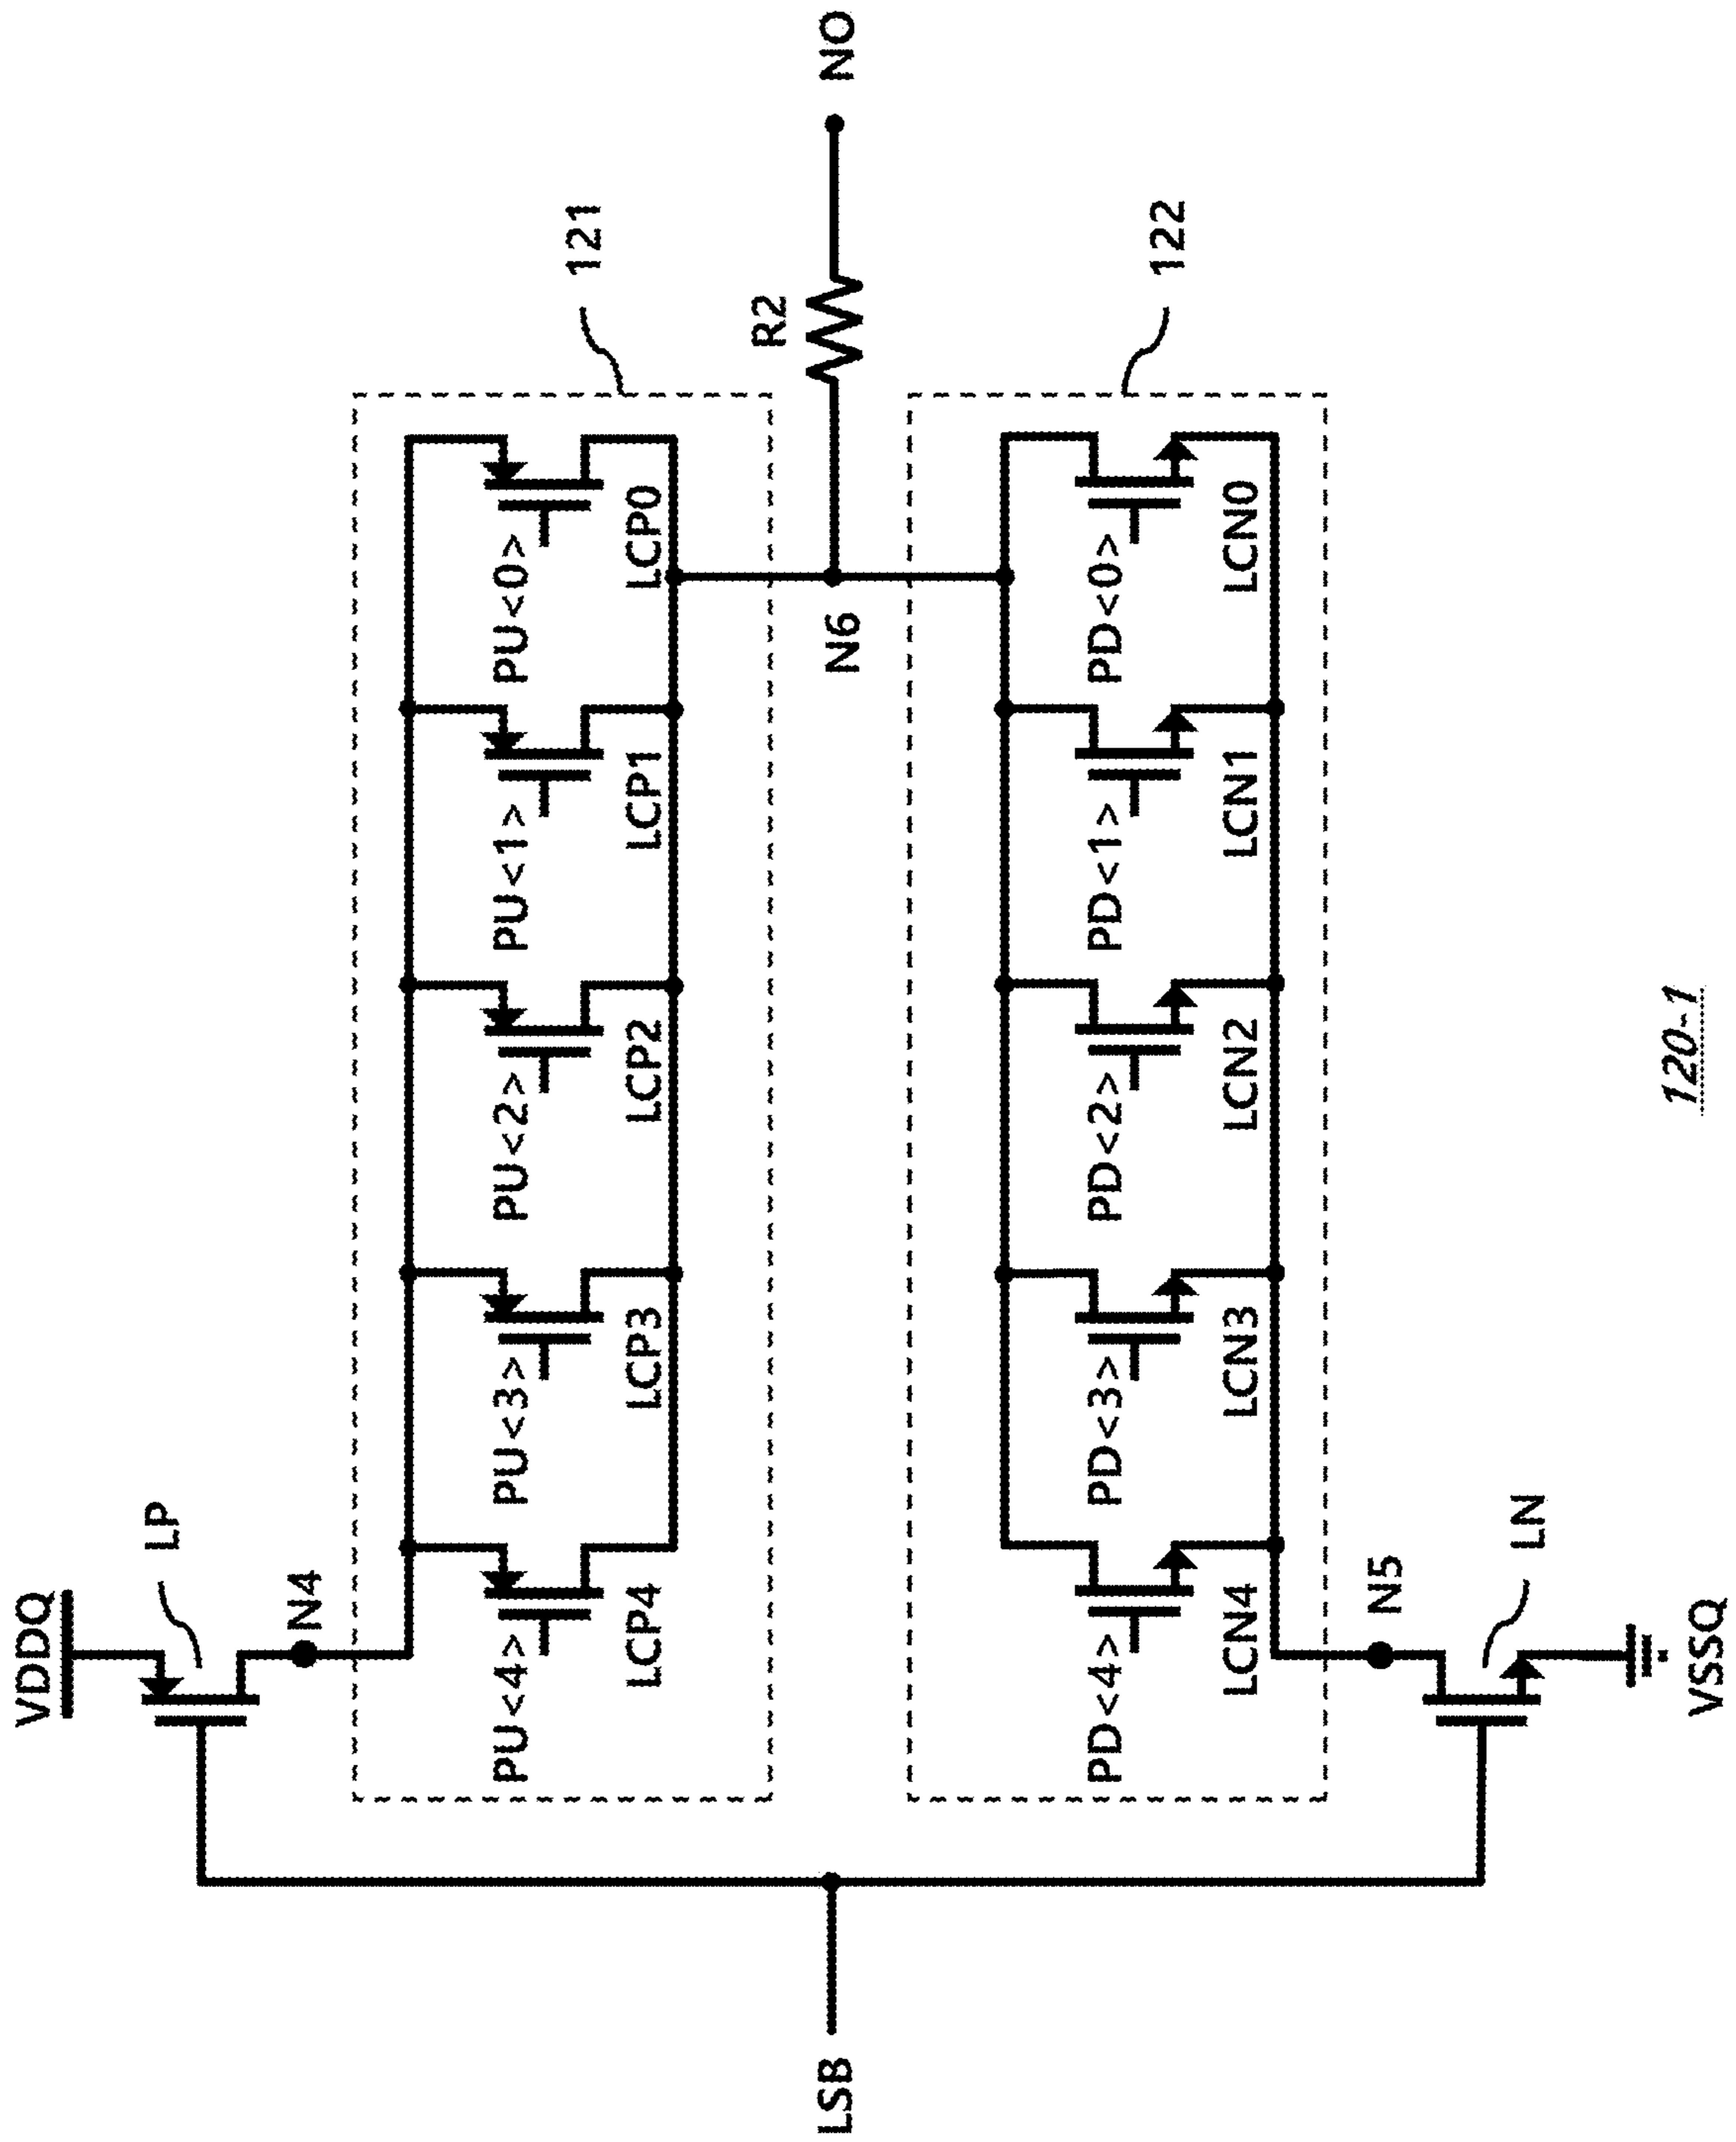 VDDQ
LP
N4
121
PU<4>
PU<3>
PU<2>
PU<1>
PU<0>
LCP4
LCP3
LCP2
LCP1
LCP0
R2
LSB
N6
NO
122
PD<4>
PD<3>
PD<2>
PD<1>
PD<0>
LCN4
LCN3
LCN2
LCN1
LCN0
N5
LN
VSSQ
120-1